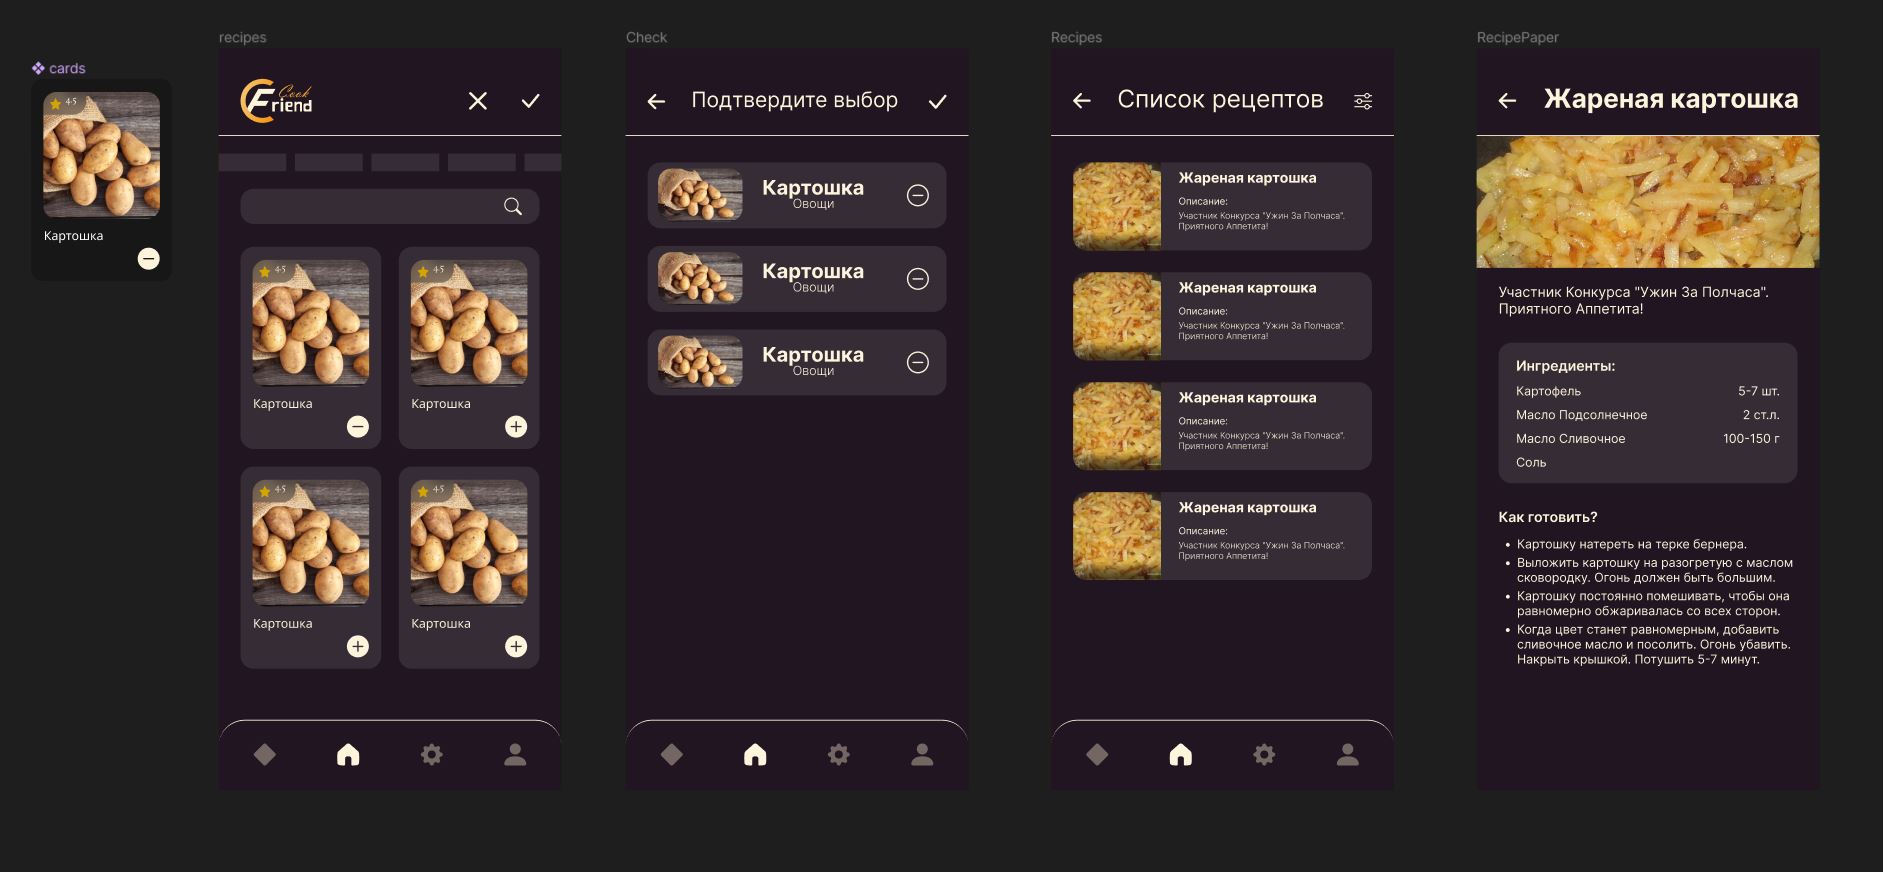 cards
4.5
Картошка
recipes
Cook
Friend
4.5
4.5
Картошка
Картошка
4.5
4.5
Картошка
Картошка
Check
Подтвердите выбор
Картошка
Овощи
Картошка
Овощи
Картошка
Овощи
Recipes
Список рецептов
Жареная картошка
Описание:
Участник Конкурса "Ужин За Полчаса".
Приятного Аппетита!
Жареная картошка
Описание:
Участник Конкурса "Ужин За Полчаса".
Приятного Аппетита!
Жареная картошка
Описание:
Участник Конкурса "Ужин За Полчаса".
Приятного Аппетита!
Жареная картошка
Описание:
Участник Конкурса "Ужин За Полчаса".
Приятного Аппетита!
RecipePaper
Жареная картошка
Участник Конкурса "Ужин За Полчаса".
Приятного Аппетита!
Ингредиенты:
Картофель 5-7 шт.
Масло Подсолнечное 2 ст.л.
Масло Сливочное 100-150 г
Соль
Как готовить?
• Картошку натереть на терке бернера.
• Выложить картошку на разогретую с маслом
сковородку. Огонь должен быть большим.
• Картошку постоянно помешивать, чтобы она
равномерно обжаривалась со всех сторон.
• Когда цвет станет равномерным, добавить
сливочное масло и посолить. Огонь убавить.
Накрыть крышкой. Потушить 5-7 минут.